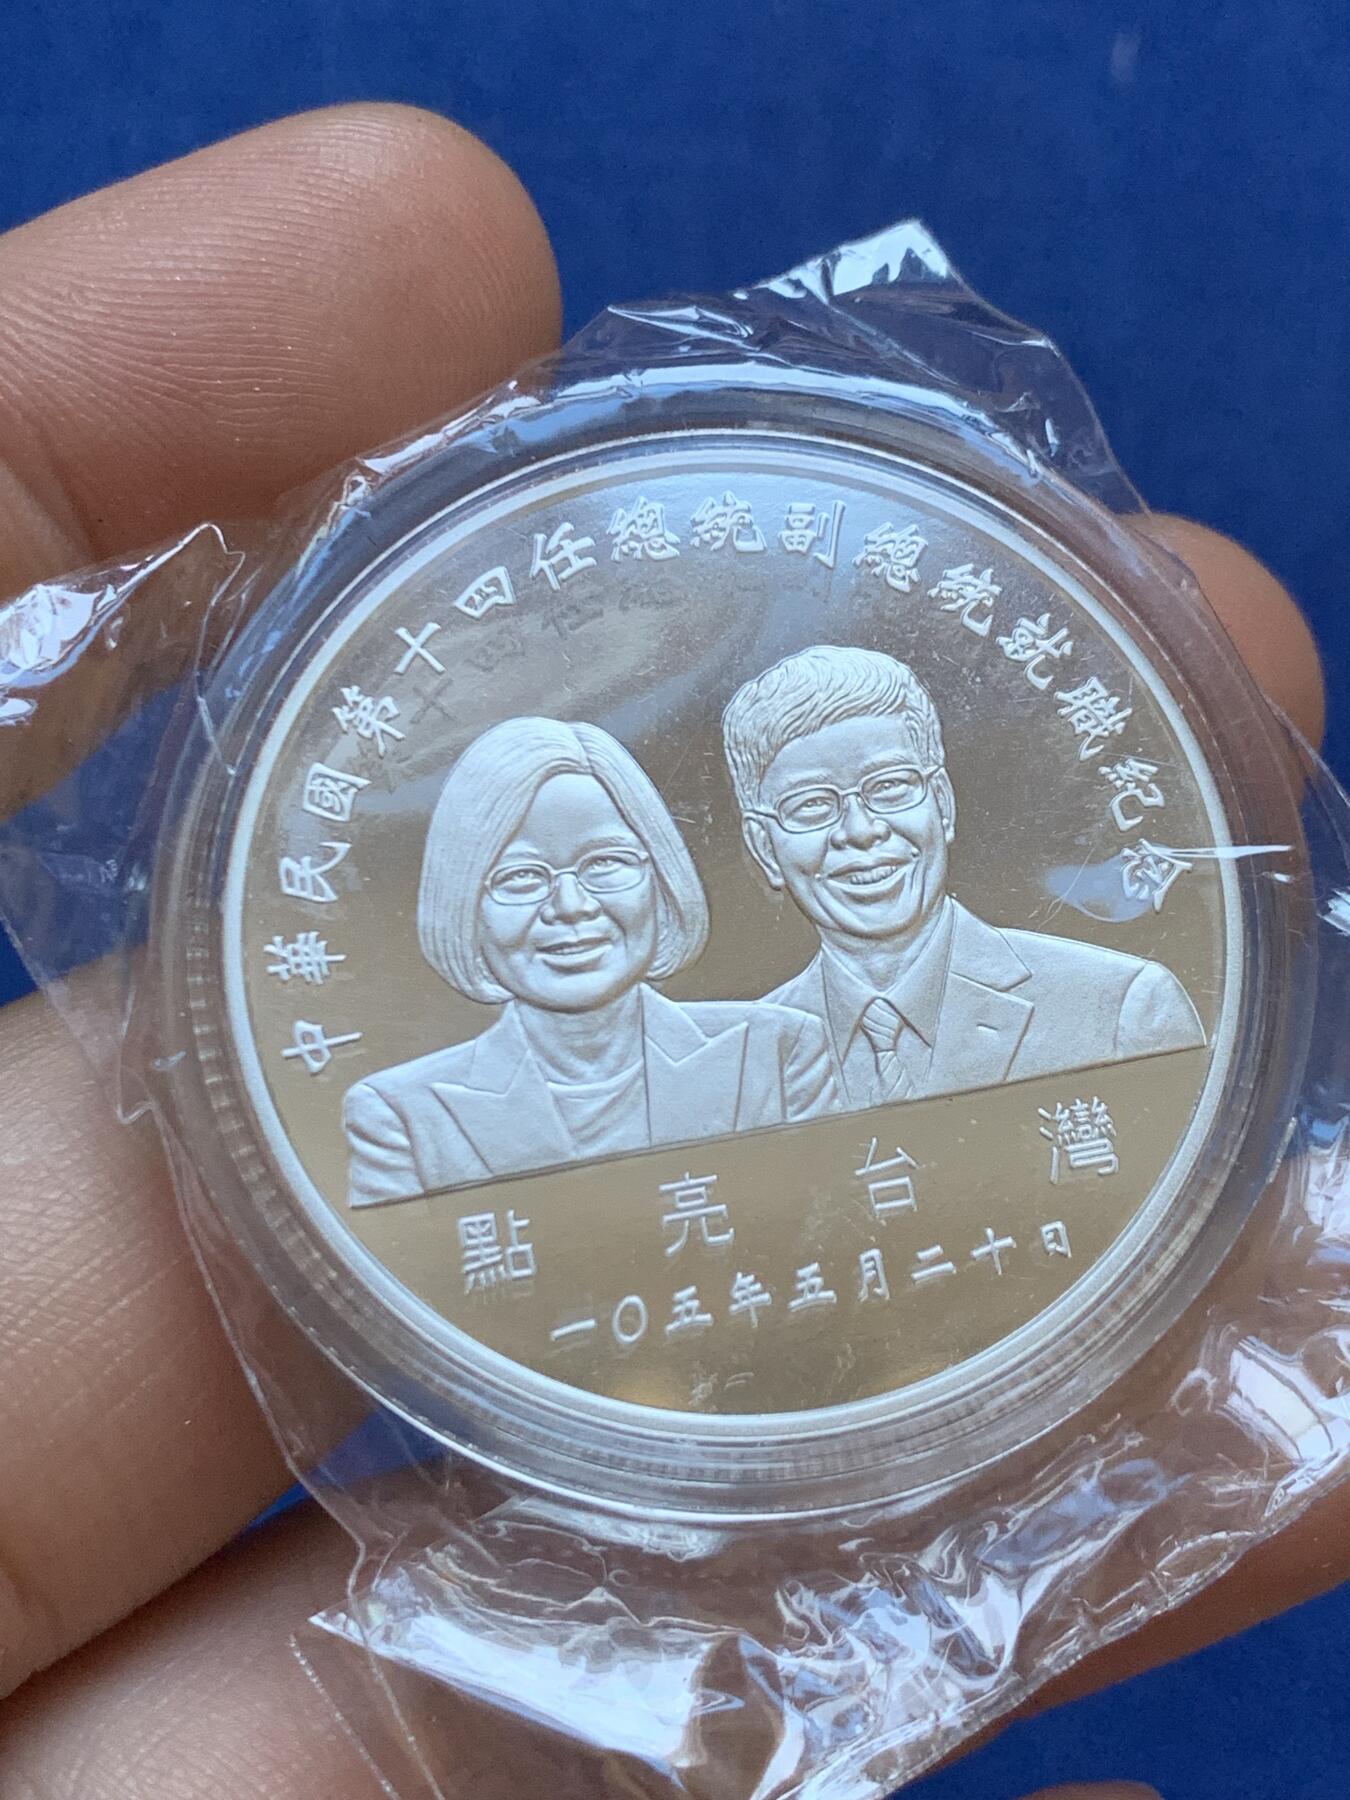 中華民國第十四任總統副總統就職紀念
點亮台灣
一〇五年五月二十日